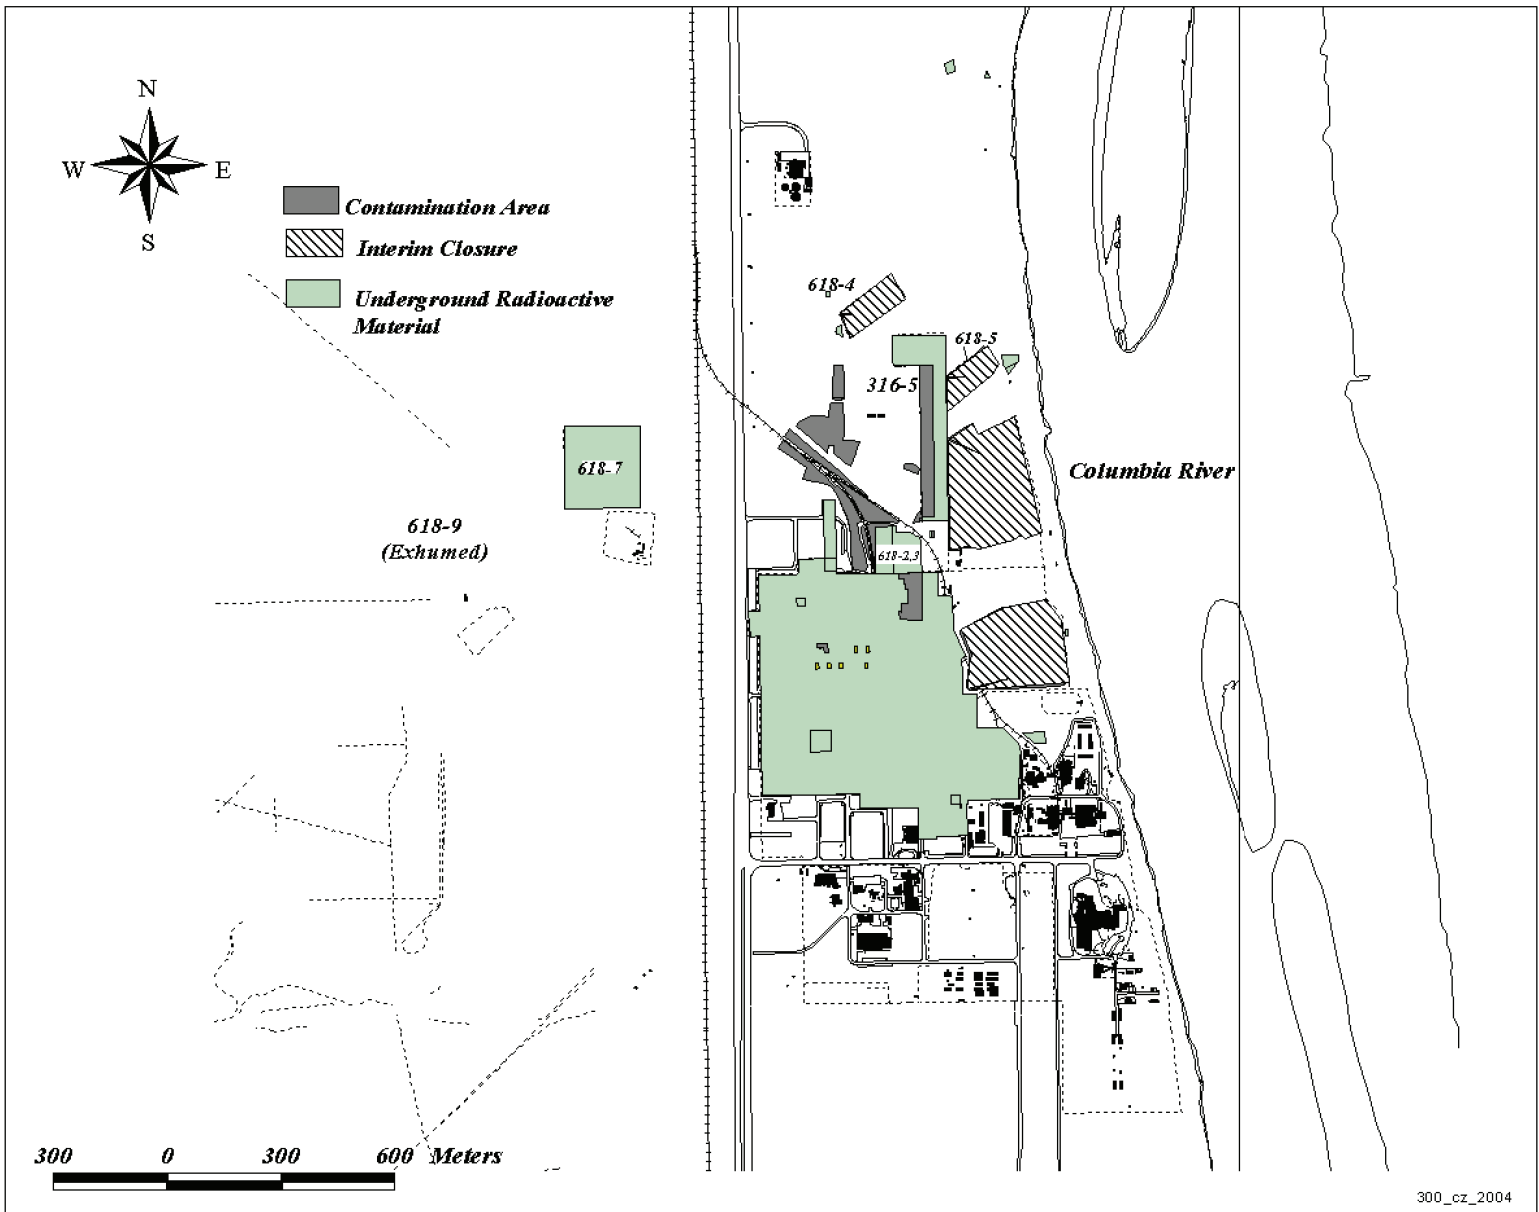 N
W E
S
Contamination Area
Interim Closure
Underground Radioactive
Material
618-4
618-5
316-5
618-7
Columbia River
618-9
(Exhumed)
618-2,3
300 0 300 600 Meters
300_cz_2004